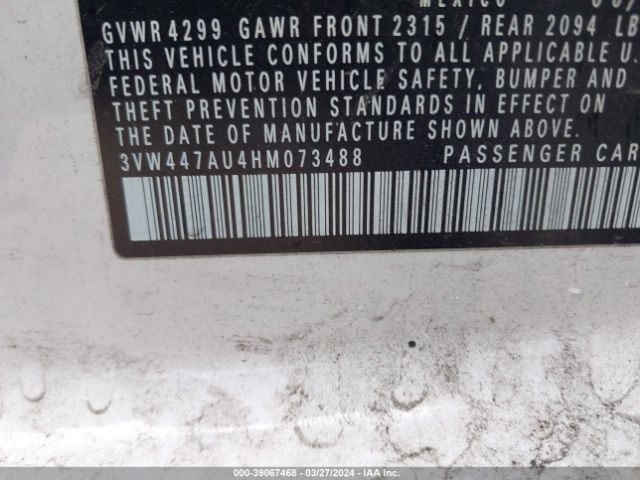 MEXICO
GVWR 4299 GAWR FRONT 2315 / REAR 2094 LB
THIS VEHICLE CONFORMS TO ALL APPLICABLE U.
FEDERAL MOTOR VEHICLE SAFETY, BUMPER AND
THEFT PREVENTION STANDARDS IN EFFECT ON
THE DATE OF MANUFACTURE SHOWN ABOVE.
3VW447AU4HM073488 PASSENGER CAR
000-39067468 - 03/27/2024 - IAA Inc.